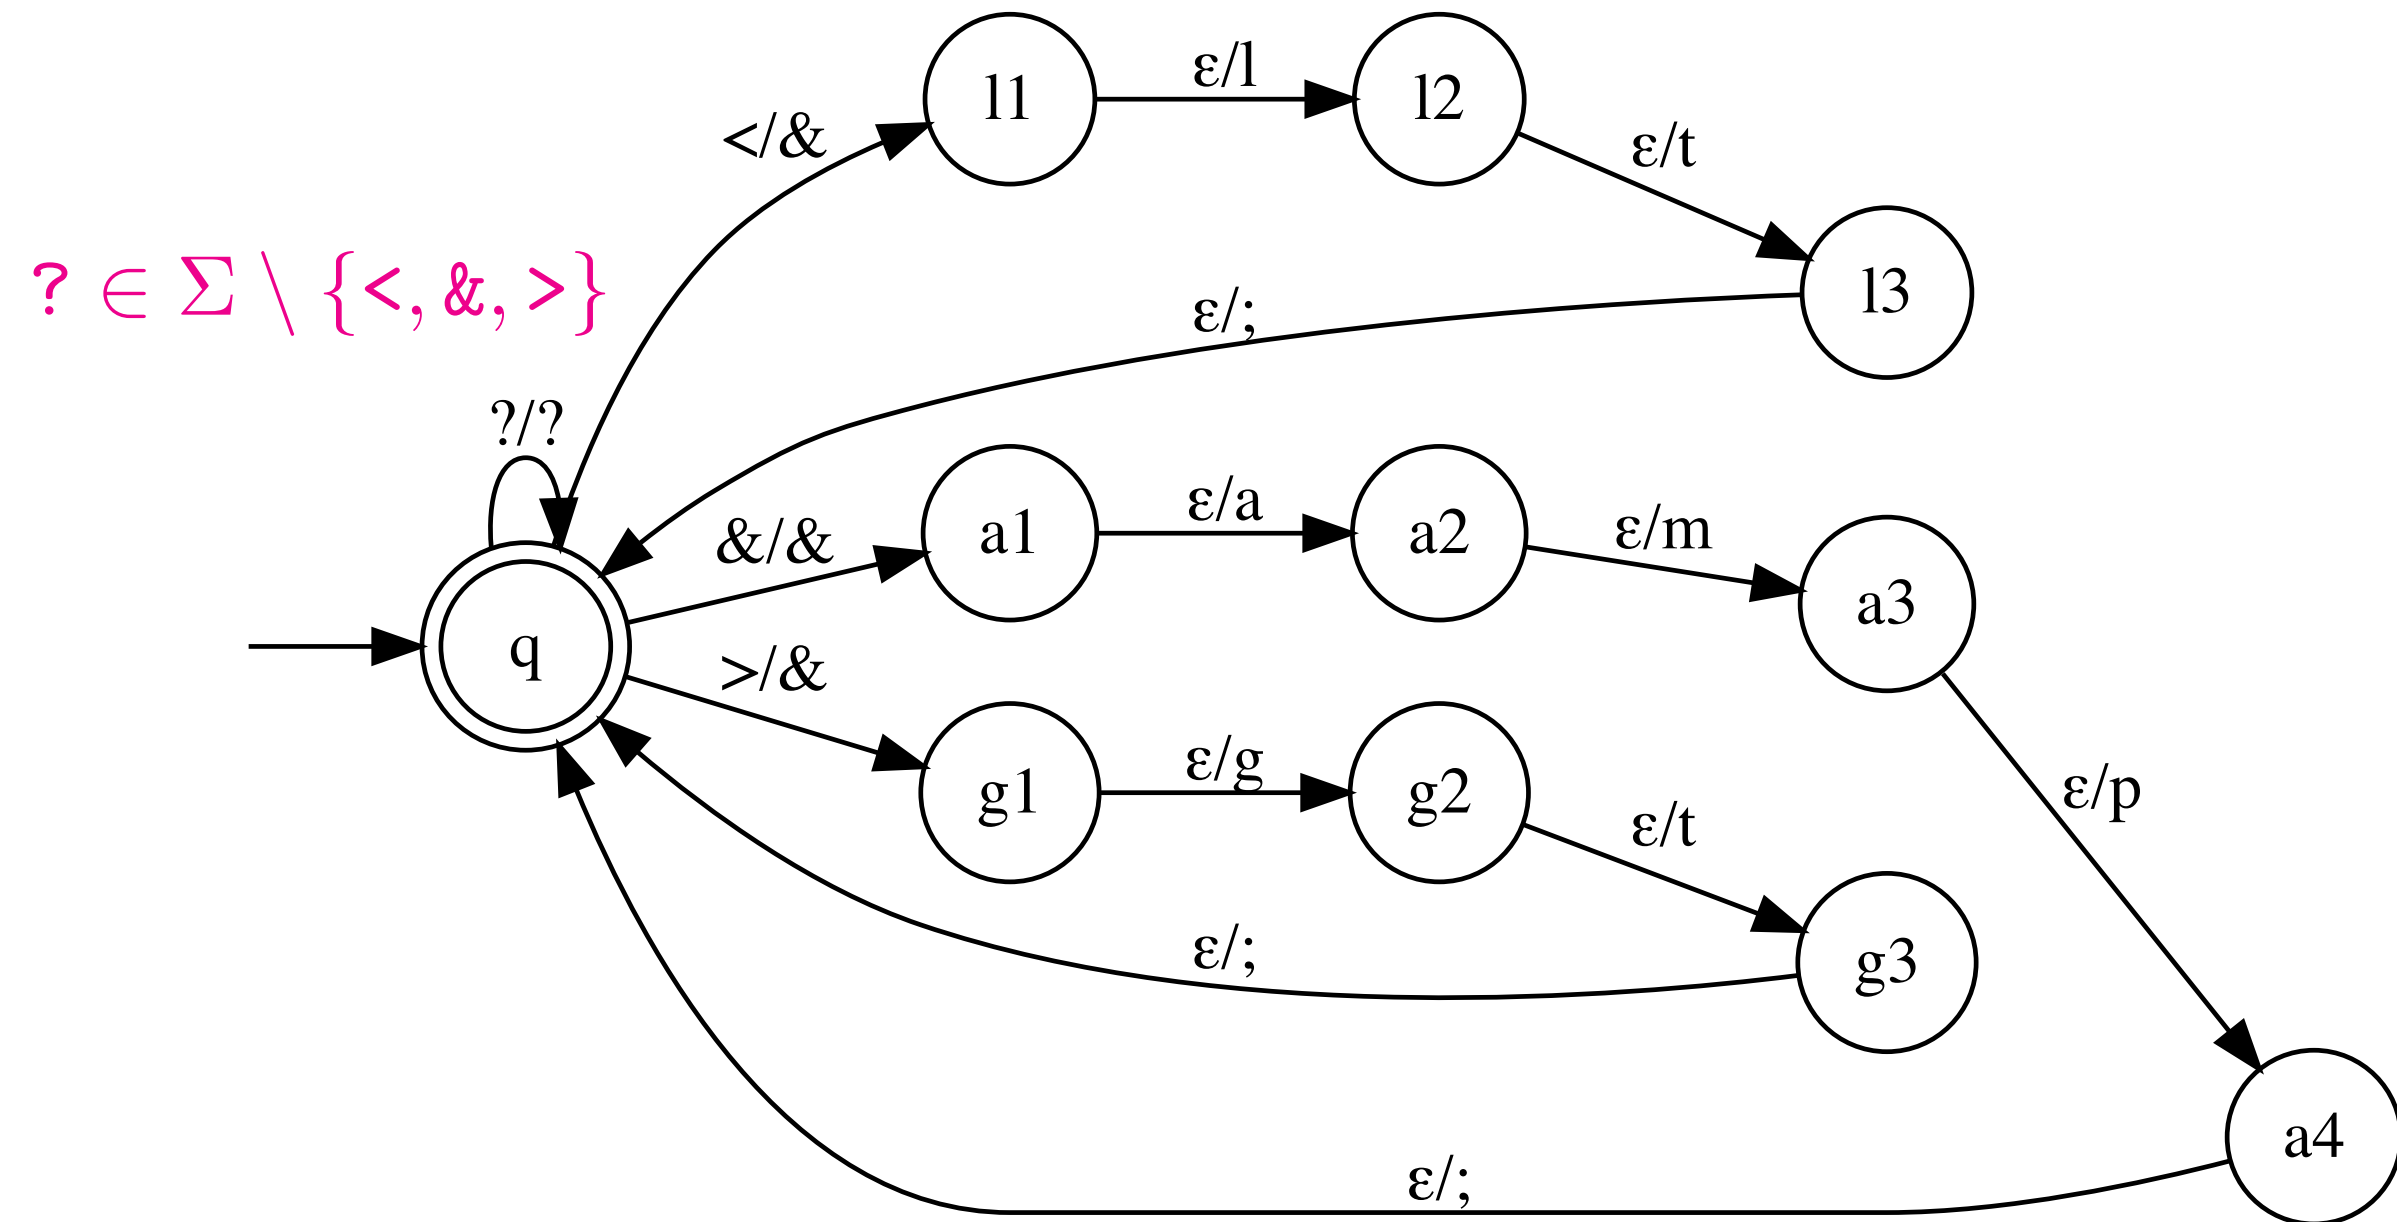 l1
ε/l
l2
</&
ε/t
? ∈ Σ \ {<, &, >}
l3
ε/;
?/?
&/&
a1
ε/a
a2
ε/m
a3
q
>/&
g1
ε/g
g2
ε/t
ε/p
ε/;
g3
a4
ε/;